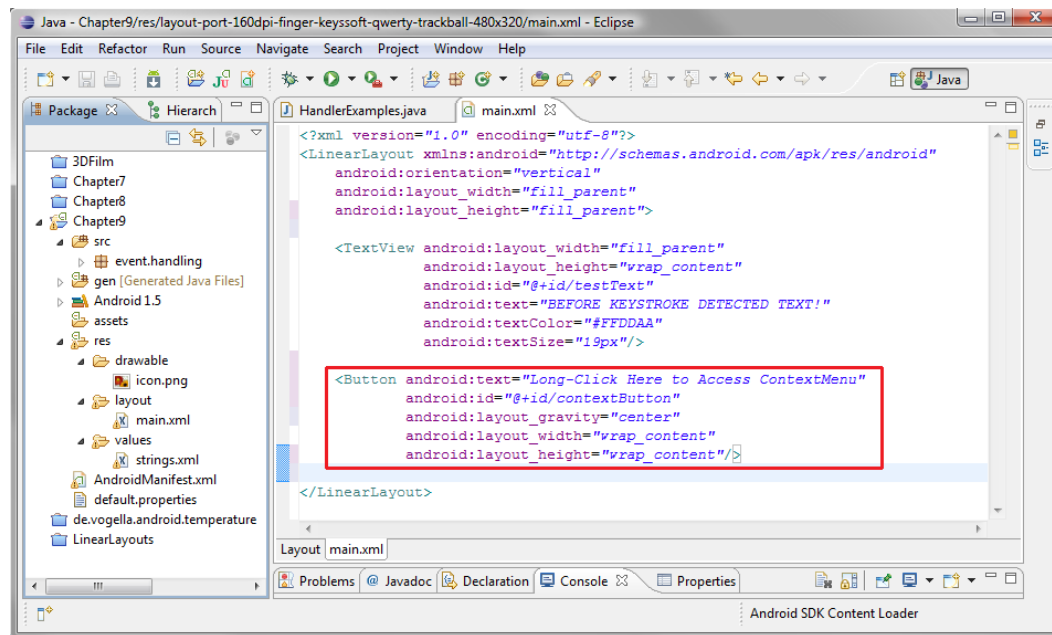 Java - Chapter9/res/layout-port-160dpi-finger-keyssoft-qwerty-trackball-480x320/main.xml - Eclipse
File Edit Refactor Run Source Navigate Search Project Window Help
Java
Package Hierarch
HandlerExamples.java main.xml
3DFilm
Chapter7
Chapter8
Chapter9
src
event.handling
gen [Generated Java Files]
Android 1.5
assets
res
drawable
icon.png
layout
main.xml
values
strings.xml
AndroidManifest.xml
default.properties
de.vogella.android.temperature
LinearLayouts
<?xml version="1.0" encoding="utf-8"?>
<LinearLayout xmlns:android="http://schemas.android.com/apk/res/android"
android:orientation="vertical"
android:layout_width="fill_parent"
android:layout_height="fill_parent">
<TextView android:layout_width="fill_parent"
android:layout_height="wrap_content"
android:id="@+id/testText"
android:text="BEFORE KEYSTROKE DETECTED TEXT!"
android:textColor="#FFDDAA"
android:textSize="19px"/>
<Button android:text="Long-Click Here to Access ContextMenu"
android:id="@+id/contextButton"
android:layout_gravity="center"
android:layout_width="wrap_content"
android:layout_height="wrap_content"/>
</LinearLayout>
Layout main.xml
Problems @ Javadoc Declaration Console Properties
Android SDK Content Loader